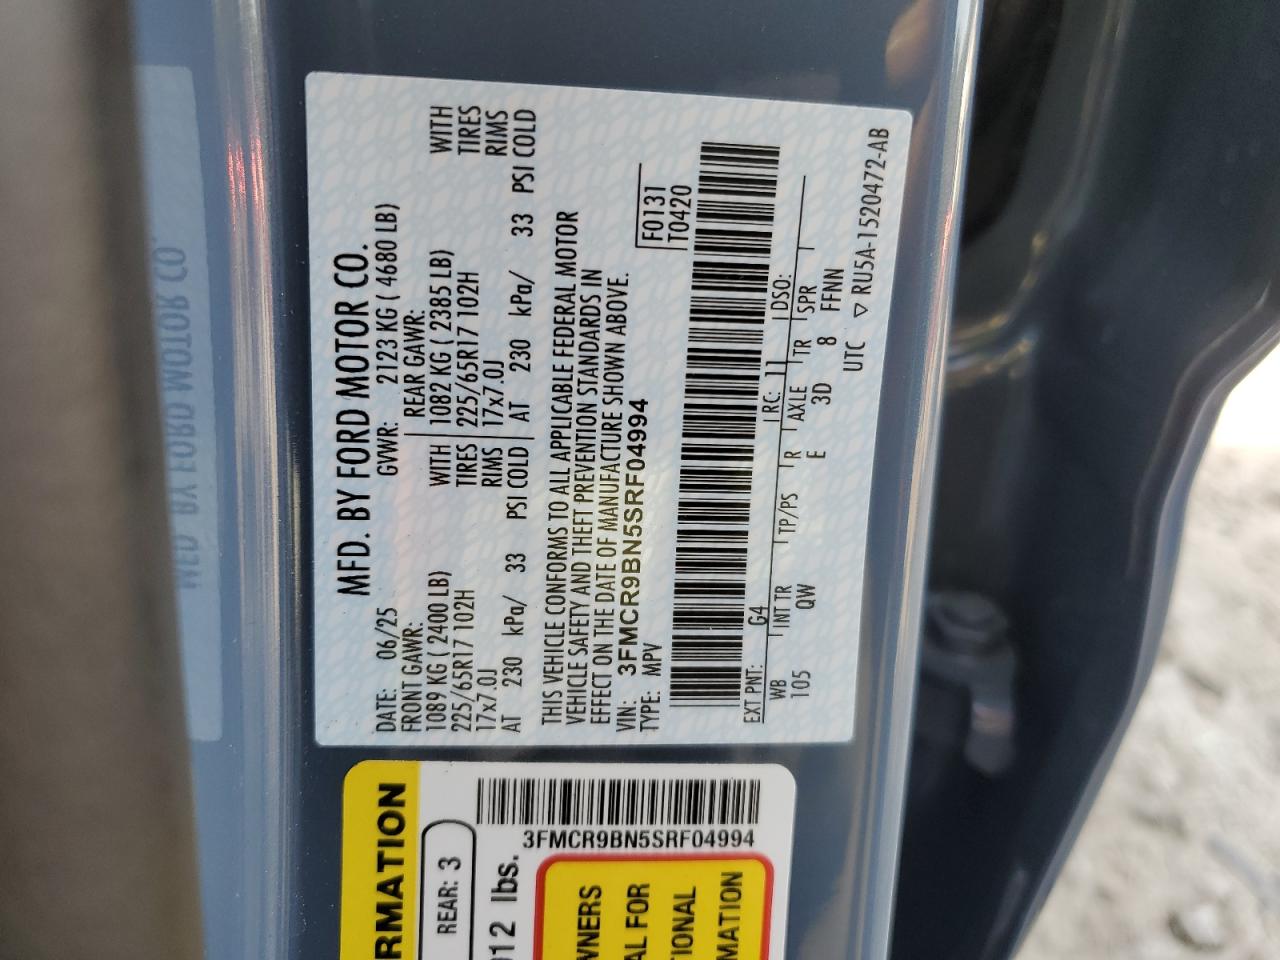 MFD. BY FORD MOTOR CO.
DATE: 06/25 GVWR: 2123 KG ( 4680 LB)
FRONT GAWR: REAR GAWR:
1089 KG ( 2400 LB) WITH 1082 KG ( 2385 LB) WITH
225/65R17 102H TIRES 225/65R17 102H TIRES
17x7.0J RIMS 17x7.0J RIMS
AT 230 kPa/ 33 PSI COLD AT 230 kPa/ 33 PSI COLD
THIS VEHICLE CONFORMS TO ALL APPLICABLE FEDERAL MOTOR
VEHICLE SAFETY AND THEFT PREVENTION STANDARDS IN
EFFECT ON THE DATE OF MANUFACTURE SHOWN ABOVE.
VIN: 3FMCR9BN5SRF04994
TYPE: MPV
F0131
T0420
EXT PNT: G4 RC: 11 DSO:
WB INT TR TP/PS R AXLE TR SPR
105 QW E 3D 8 FFNN
UTC ▽ RU5A-1520472-AB
RMATION
REAR: 3
012 lbs.
3FMCR9BN5SRF04994
WNERS
AL FOR
TIONAL
MATION
MFD. BY FORD MOTOR CO.